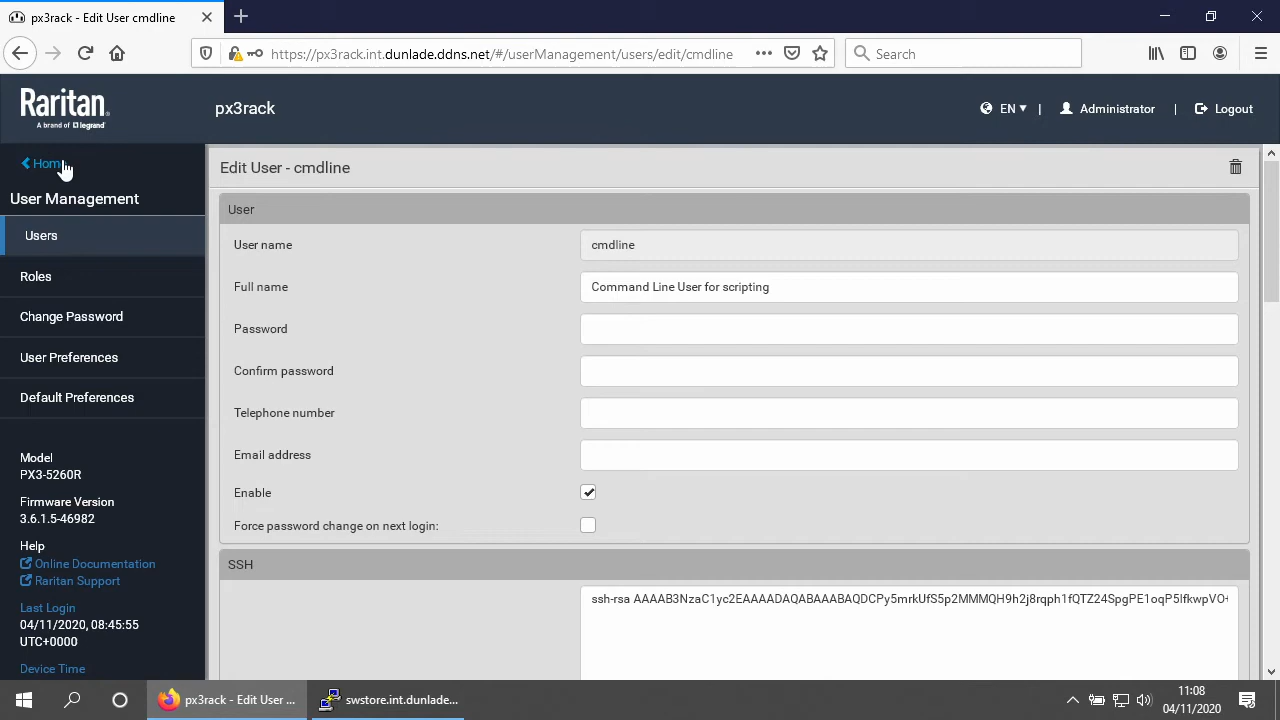 px3rack - Edit User cmdline
https://px3rack.int.dunlade.ddns.net/#/userManagement/users/edit/cmdline
Search
Raritan.
A brand of legrand
px3rack
EN
Administrator
Logout
Home
User Management
Users
Roles
Change Password
User Preferences
Default Preferences
Model
PX3-5260R
Firmware Version
3.6.1.5-46982
Help
Online Documentation
Raritan Support
Last Login
04/11/2020, 08:45:55
UTC+0000
Device Time
Edit User - cmdline
User
User name
cmdline
Full name
Command Line User for scripting
Password
Confirm password
Telephone number
Email address
Enable
Force password change on next login:
SSH
ssh-rsa AAAAB3NzaC1yc2EAAAADAQABAAABAQDCPy5mrkUfS5p2MMMQH9h2j8rqph1fQTZ24SpgPE1oqP5lfkwpVO+
px3rack - Edit User ...
swstore.int.dunlade...
11:08
04/11/2020